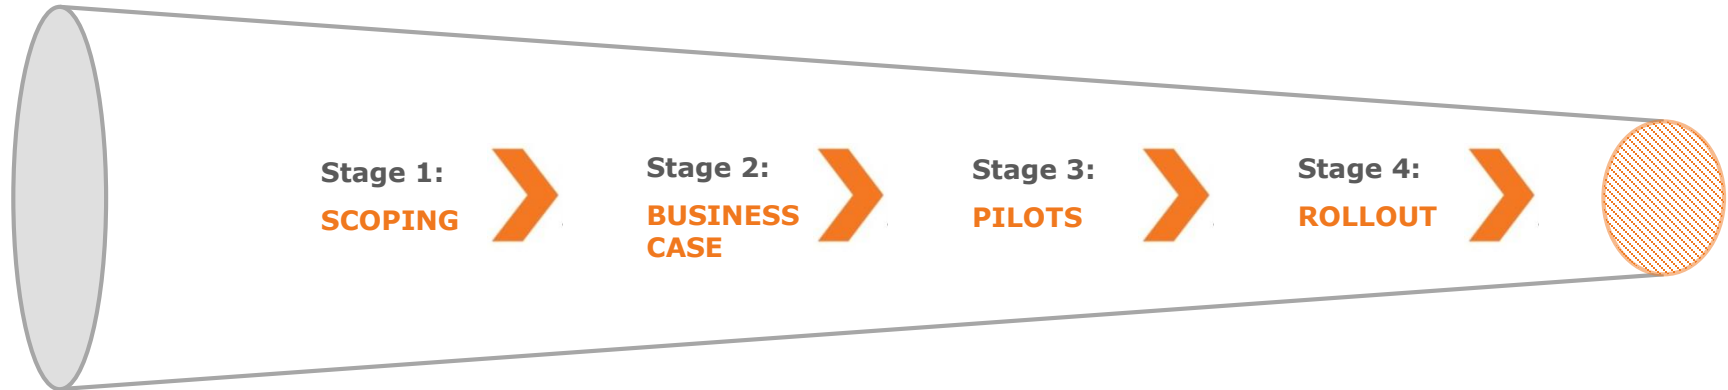 Stage 1:
SCOPING
Stage 2:
BUSINESS
CASE
Stage 3:
PILOTS
Stage 4:
ROLLOUT